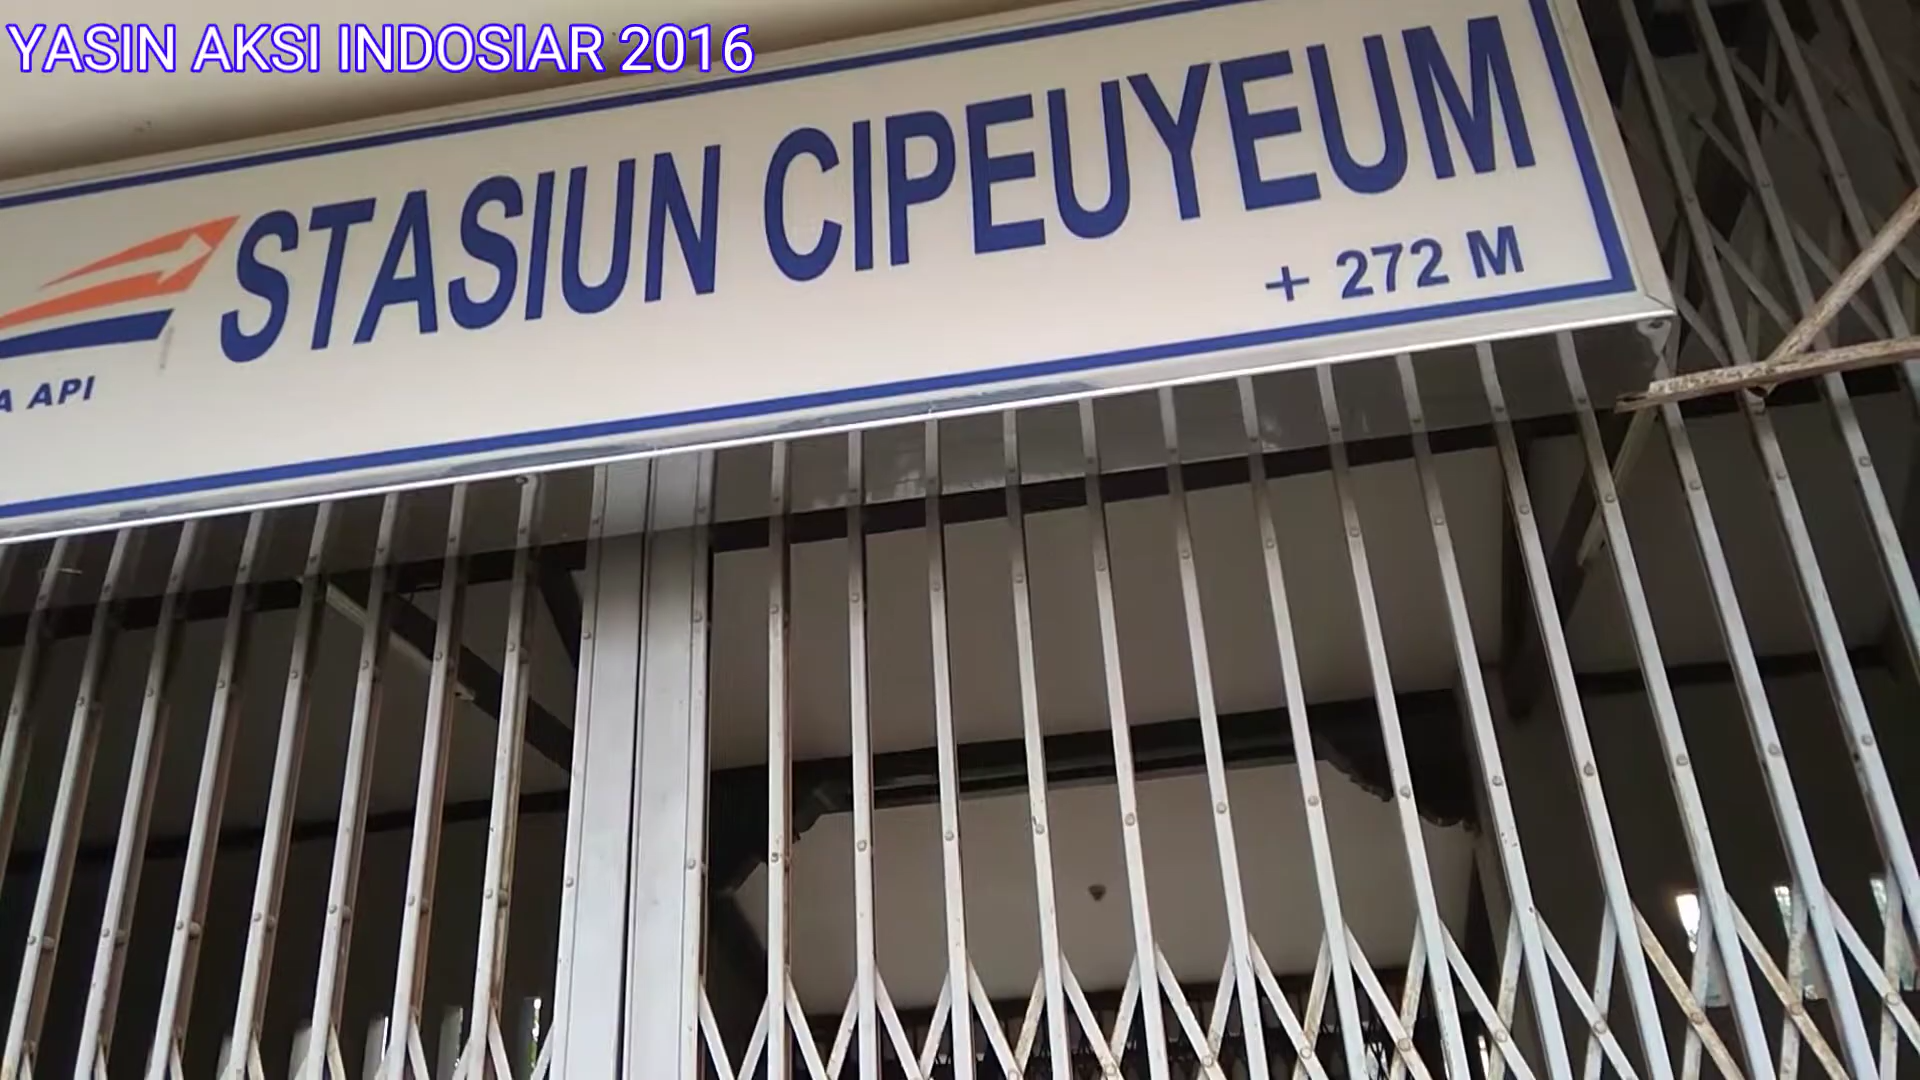 YASIN AKSI INDOSIAR 2016
STASIUN CIPEUYEUM
+ 272 M
API